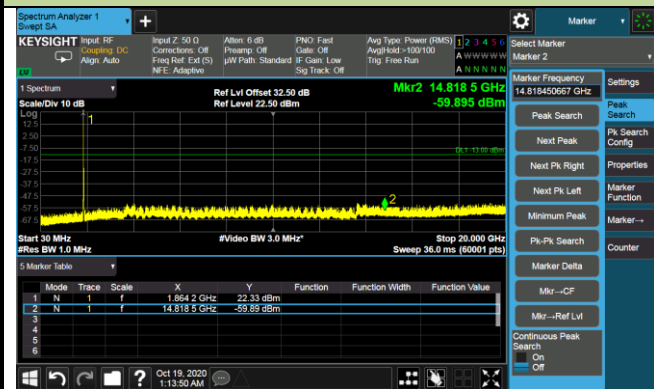 Spectrum Analyzer 1
Swept SA
Marker
KEYSIGHT
Input: RF
Coupling: DC
Align: Auto
Input Z: 50 Ω
Corrections: Off
Freq Ref: Ext (S)
NFE: Adaptive
Atten: 6 dB
Preamp: Off
µW Path: Standard
PNO: Fast
Gate: Off
IF Gain: Low
Sig Track: Off
Avg Type: Power (RMS)
Avg|Hold:>100/100
Trig: Free Run
1 2 3 4 5 6
A W W W W W
A N N N N N
Select Marker
Marker 2
Marker Frequency
14.818450667 GHz
Settings
Peak Search
Next Peak
Next Pk Right
Next Pk Left
Minimum Peak
Pk-Pk Search
Marker Delta
Mkr→CF
Mkr→Ref Lvl
Continuous Peak
Search
On
Off
Peak
Search
Pk Search
Config
Properties
Marker
Function
Marker→
Counter
1 Spectrum
Scale/Div 10 dB
Ref Lvl Offset 32.50 dB
Ref Level 22.50 dBm
Mkr2 14.818 5 GHz
-59.895 dBm
Log
12.5
2.50
-7.50
-17.5
-27.5
-37.5
-47.5
-57.5
-67.5
1
DL1 -13.00 dBm
2
Start 30 MHz
#Res BW 1.0 MHz
#Video BW 3.0 MHz*
Stop 20.000 GHz
Sweep 36.0 ms (60001 pts)
5 Marker Table
Mode Trace Scale X Y Function Function Width Function Value
1 N 1 f 1.864 2 GHz 22.33 dBm
2 N 1 f 14.818 5 GHz -59.89 dBm
3
4
5
6
Oct 19, 2020
1:13:50 AM